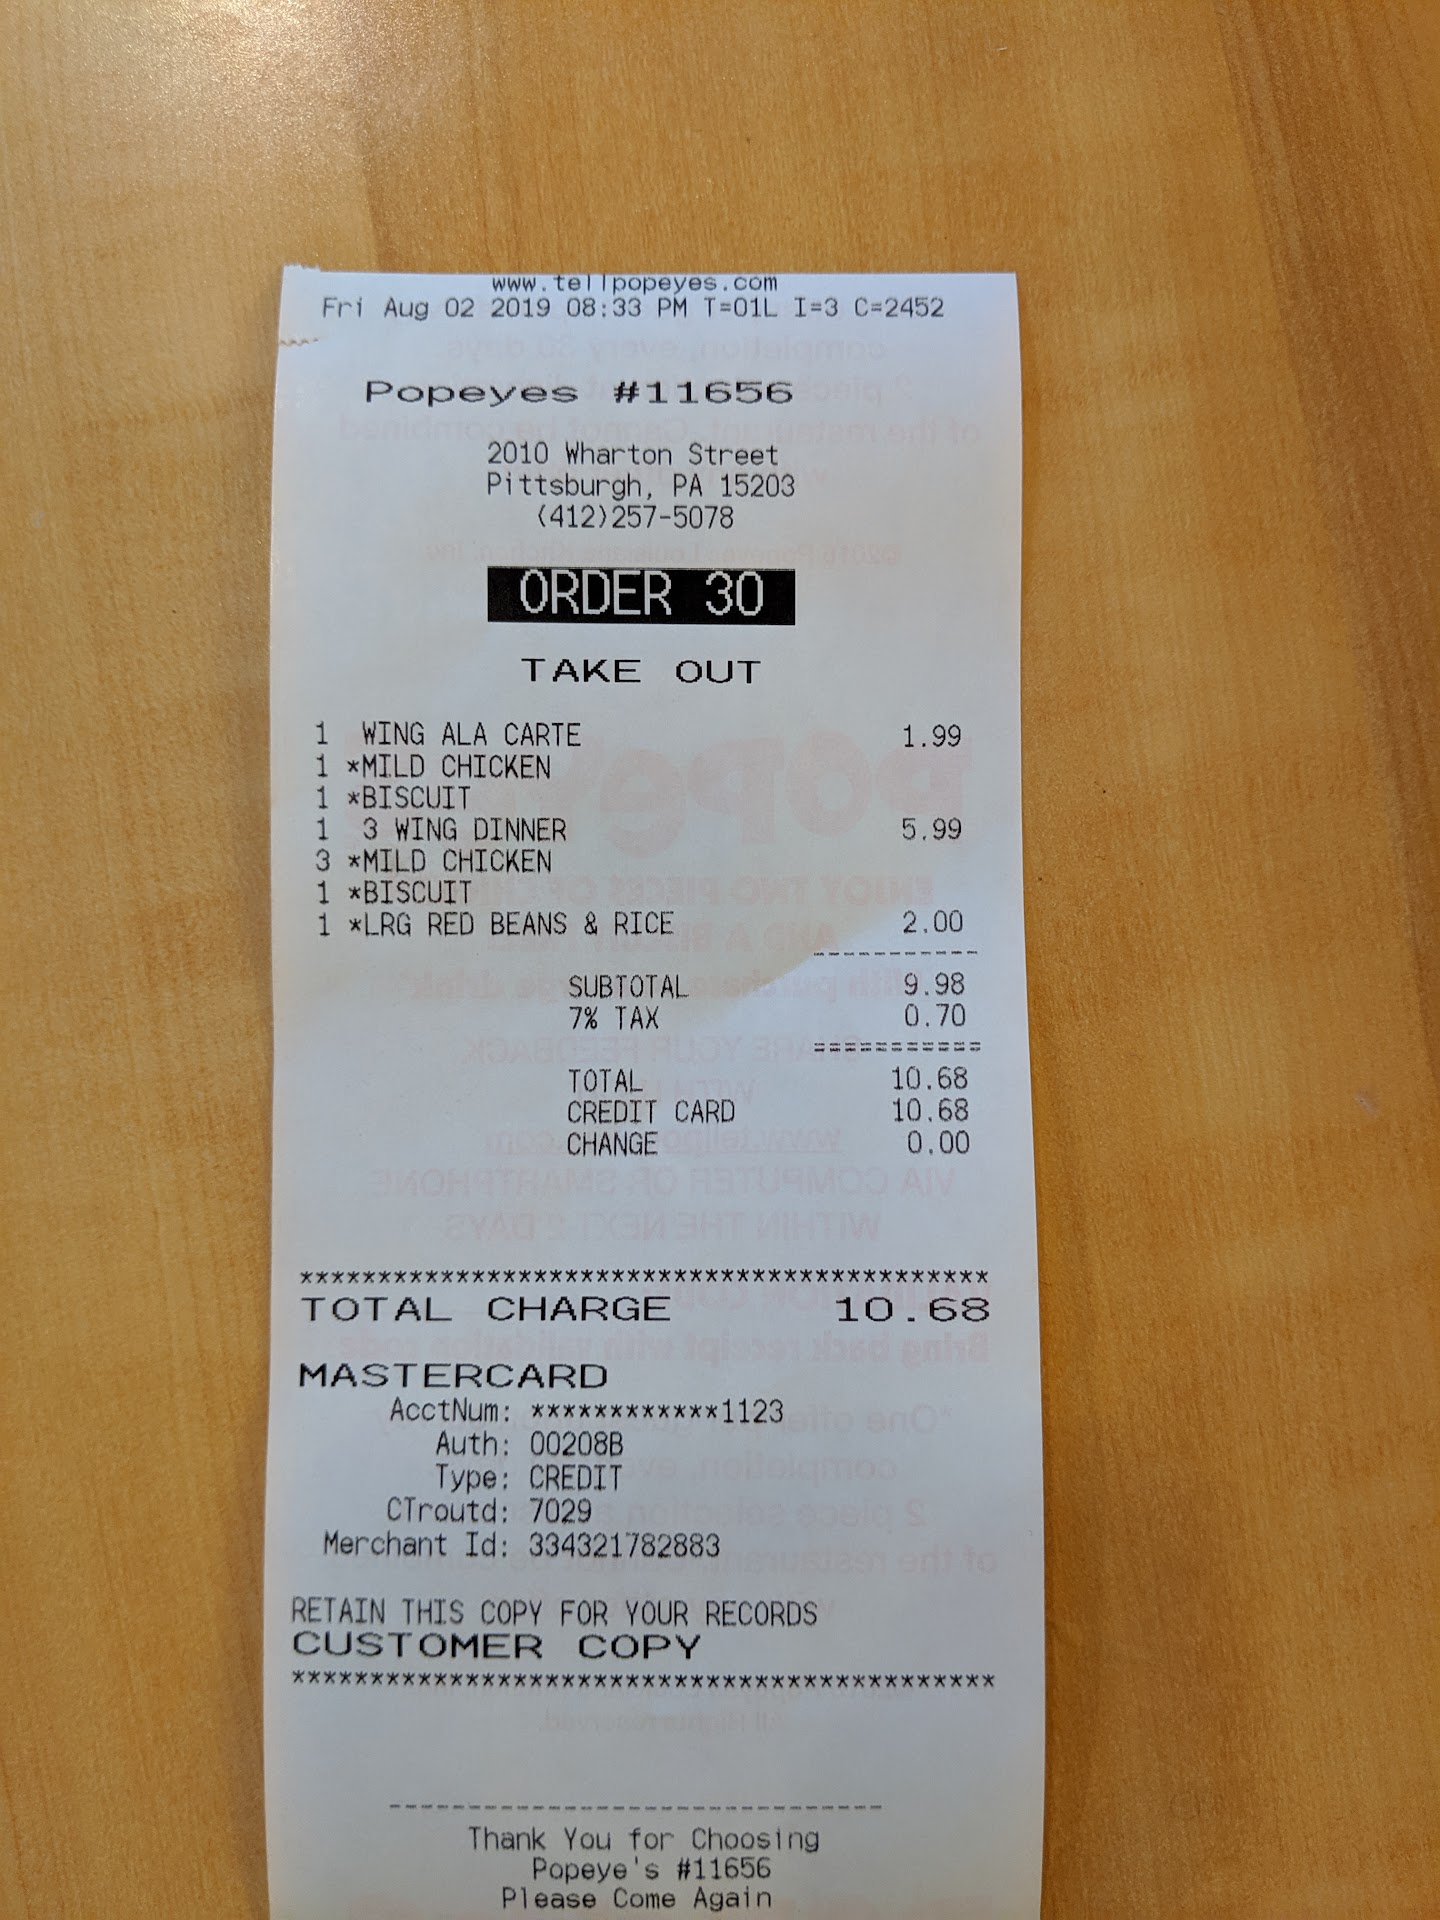 www.tellpopeyes.com
Fri Aug 02 2019 08:33 PM T=01L I=3 C=2452
Popeyes #11656
2010 Wharton Street
Pittsburgh, PA 15203
(412)257-5078
ORDER 30
TAKE OUT
1 WING ALA CARTE 1.99
1 *MILD CHICKEN
1 *BISCUIT
1 3 WING DINNER 5.99
3 *MILD CHICKEN
1 *BISCUIT
1 *LRG RED BEANS & RICE 2.00
-----------
SUBTOTAL 9.98
7% TAX 0.70
===========
TOTAL 10.68
CREDIT CARD 10.68
CHANGE 0.00
********************************************
TOTAL CHARGE 10.68
MASTERCARD
AcctNum: ************1123
Auth: 00208B
Type: CREDIT
CTroutd: 7029
Merchant Id: 334321782883
RETAIN THIS COPY FOR YOUR RECORDS
CUSTOMER COPY
********************************************
--------------------------------
Thank You for Choosing
Popeye's #11656
Please Come Again